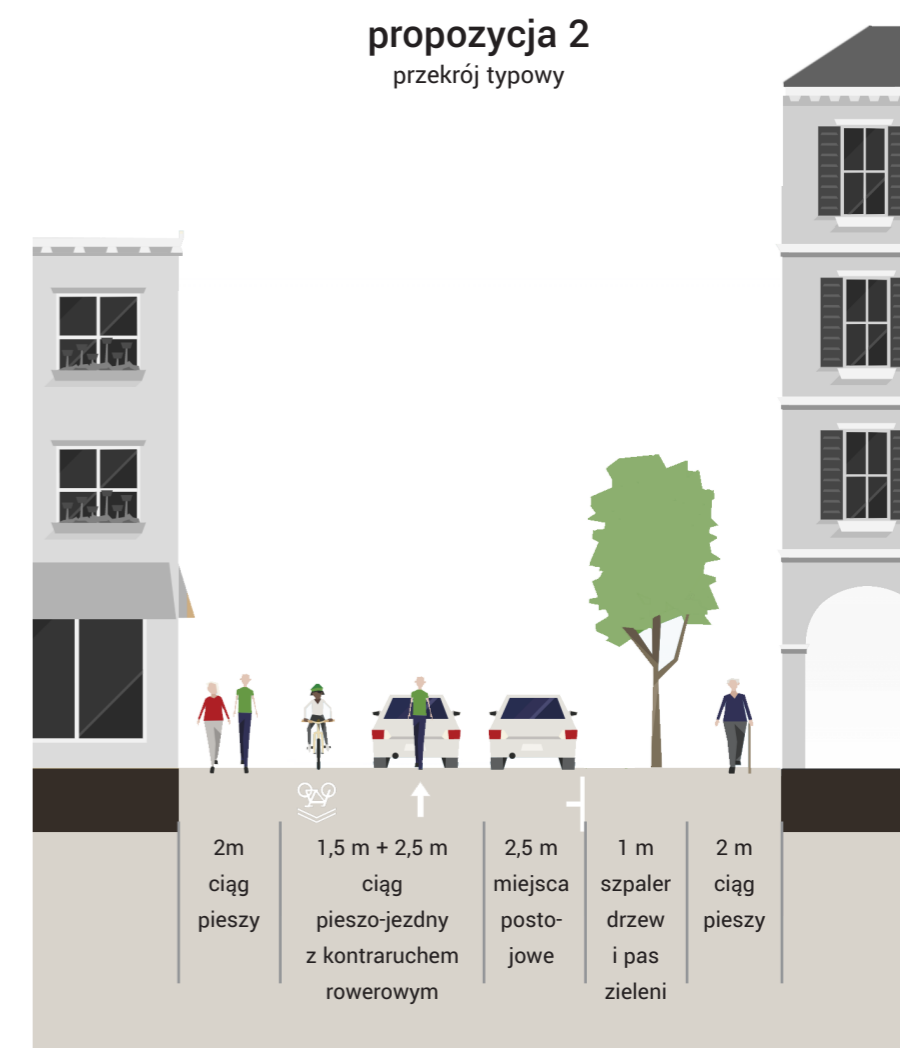 propozycja 2
przekrój typowy
2m
ciąg
pieszy
1,5 m + 2,5 m
ciąg
pieszo-jezdny
z kontraruchem
rowerowym
2,5 m
miejsca
posto-
jowe
1 m
szpaler
drzew
i pas
zieleni
2 m
ciąg
pieszy